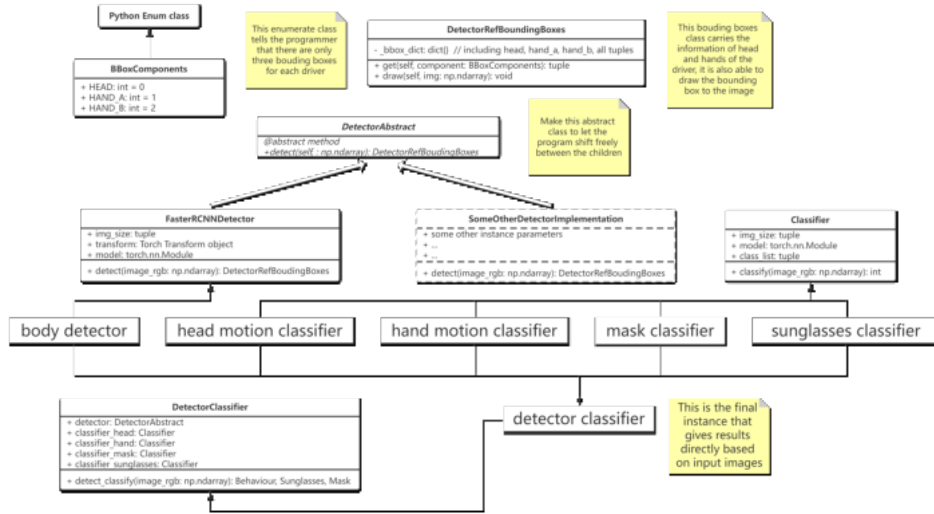 Python Enum class
BBoxComponents
+ HEAD: int = 0
+ HAND_A: int = 1
+ HAND_B: int = 2
This enumerate class
tells the programmer
that there are only
three bouding boxes
for each driver
DetectorRefBoundingBoxes
- _bbox_dict: dict() // including head, hand_a, hand_b, all tuples
+ get(self, component: BBoxComponents): tuple
+ draw(self, img: np.ndarray): void
This bouding boxes
class carries the
information of head
and hands of the
driver, it is also able to
draw the bounding
box to the image
DetectorAbstract
@abstract method
+detect(self, : np.ndarray): DetectorRefBoudingBoxes
Make this abstract
class to let the
program shift freely
between the children
FasterRCNNDetector
+ img_size: tuple
+ transform: Torch Transform object
+ model: torch.nn.Module
+ detect(image_rgb: np.ndarray): DetectorRefBoudingBoxes
SomeOtherDetectorImplementation
+ some other instance parameters
+ ...
+ ...
+ detect(image_rgb: np.ndarray): DetectorRefBoudingBoxes
Classifier
+ img_size: tuple
+ model: torch.nn.Module
+ class_list: tuple
+ classify(image_rgb: np.ndarray): int
body detector
head motion classifier
hand motion classifier
mask classifier
sunglasses classifier
DetectorClassifier
+ detector: DetectorAbstract
+ classifier_head: Classifier
+ classifier_hand: Classifier
+ classifier_mask: Classifier
+ classifier_sunglasses: Classifier
+ detect_classify(image_rgb: np.ndarray): Behaviour, Sunglasses, Mask
detector classifier
This is the final
instance that
gives results
directly based
on input images